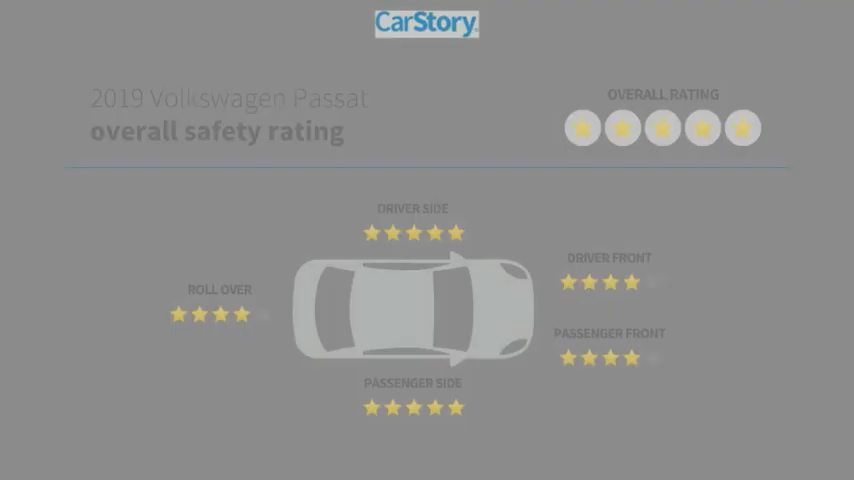 CarStory
2019 Volkswagen Passat
overall safety rating
OVERALL RATING
DRIVER SIDE
DRIVER FRONT
ROLL OVER
PASSENGER FRONT
PASSENGER SIDE